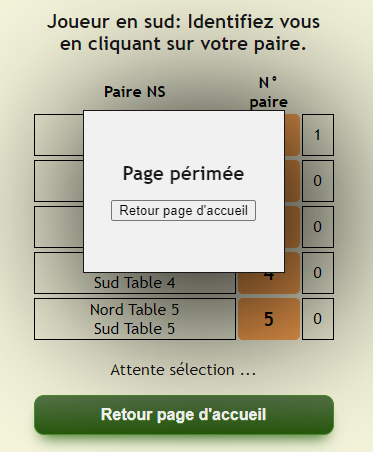 Joueur en sud: Identifiez vous
en cliquant sur votre paire.
Paire NS
N°
paire
1
0
Page périmée
Retour page d'accueil
0
Sud Table 4
4
0
Nord Table 5
Sud Table 5
5
0
Attente sélection ...
Retour page d'accueil